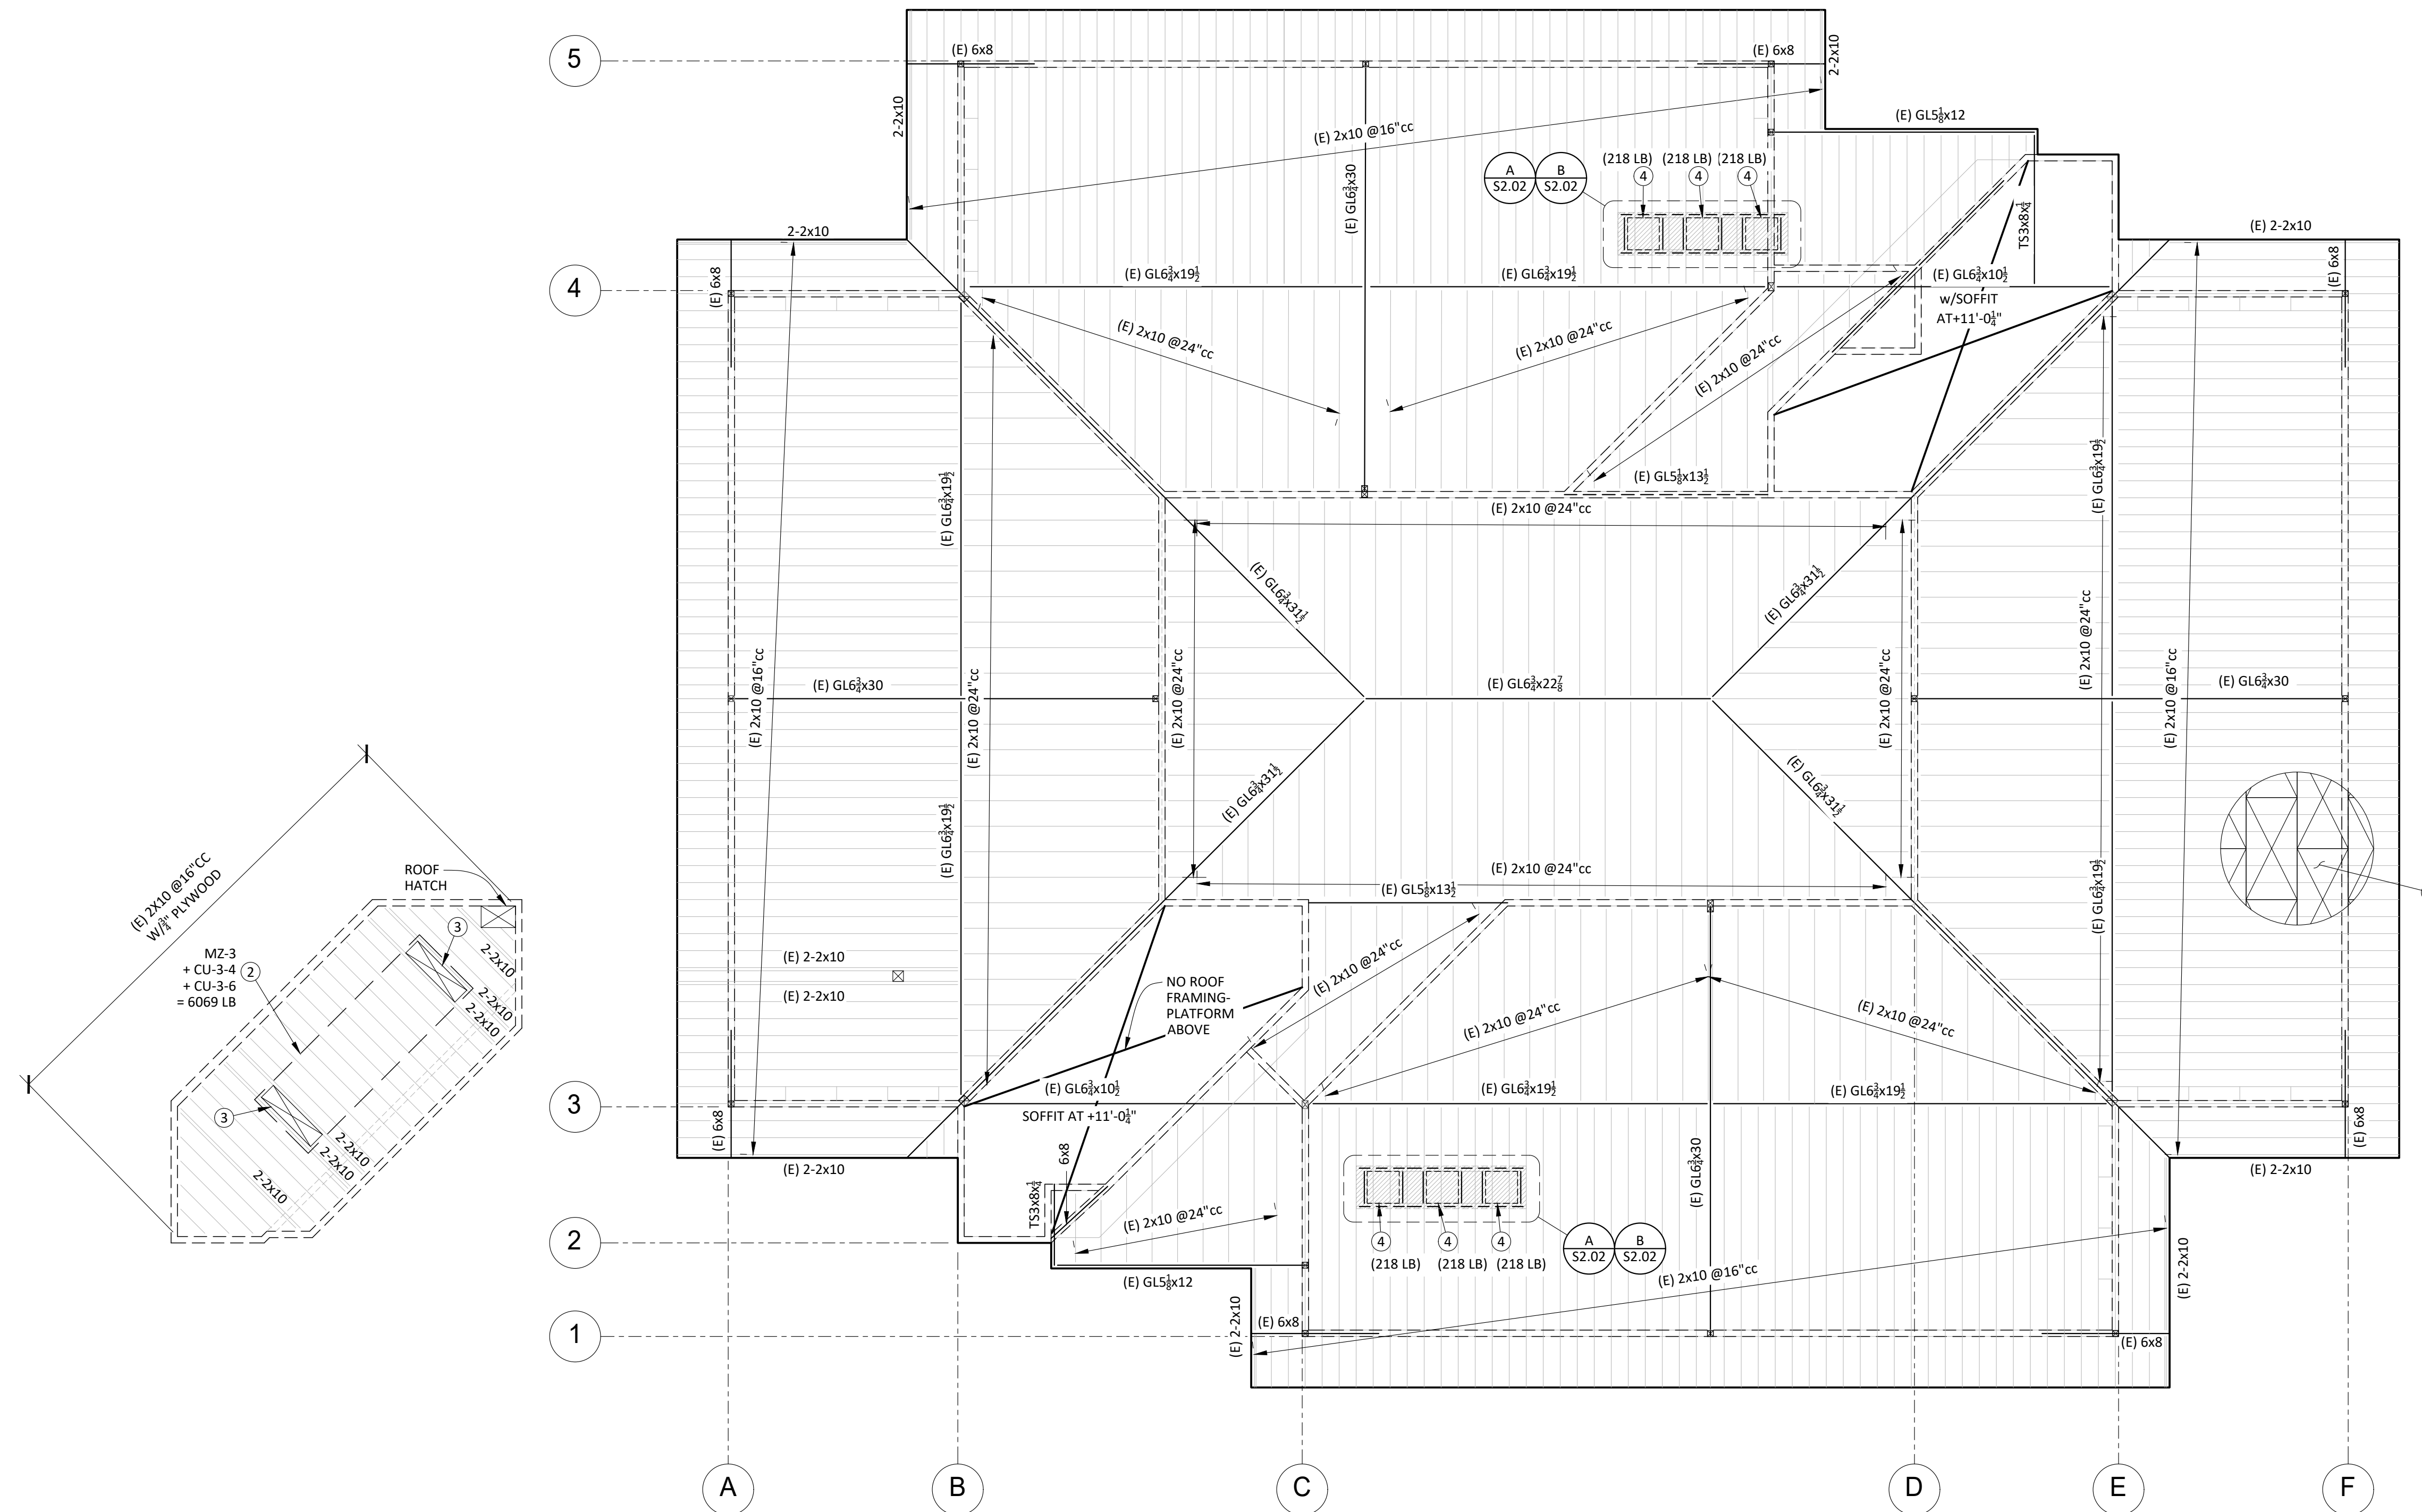 5
(E) 6x8
(E) 6x8
2-2x10
2-2x10
(E) 2x10 @16"cc
(E) GL5⅛x12
(E) GL6¾x30
A
S2.02
B
S2.02
(218 LB)
(218 LB)
(218 LB)
4
4
4
TS3x8x¼
2-2x10
(E) 2-2x10
4
(E) 6x8
(E) 6x8
(E) GL6¾x19½
(E) GL6¾x19½
(E) GL6¾x10½
w/SOFFIT
AT+11'-0¼"
(E) 2x10 @24"cc
(E) 2x10 @24"cc
(E) 2x10 @24"cc
(E) GL6¾x19½
(E) GL6¾x19½
(E) GL5⅛x13½
(E) 2x10 @24"cc
(E) GL6¾x31½
(E) GL6¾x31½
(E) 2x10 @24"cc
(E) 2x10 @16"cc
(E) GL6¾x30
(E) 2x10 @24"cc
(E) 2x10 @24"cc
(E) GL6¾x22⅞
(E) 2x10 @24"cc
(E) 2x10 @16"cc
(E) GL6¾x30
(E) GL6¾x31½
(E) GL6¾x31½
(E) GL6¾x19½
(E) GL6¾x19½
(E) 2x10 @24"cc
(E) GL5⅛x13½
(E) 2-2x10
(E) 2-2x10
NO ROOF
FRAMING-
PLATFORM
ABOVE
(E) 2x10 @24"cc
(E) 2x10 @24"cc
(E) 2x10 @24"cc
3
(E) 6x8
(E) GL6¾x10½
SOFFIT AT +11'-0¼"
(E) GL6¾x19½
(E) GL6¾x19½
(E) 6x8
(E) 2-2x10
6x8
(E) 2-2x10
TS3x8x¼
(E) 2x10 @24"cc
(E) GL6¾x30
2
4
4
4
(218 LB)
(218 LB)
(218 LB)
A
S2.02
B
S2.02
(E) GL5⅛x12
(E) 2x10 @16"cc
(E) 2-2x10
(E) 2-2x10
1
(E) 6x8
(E) 6x8
A
B
C
D
E
F
(E) 2X10 @16"CC
W/¾" PLYWOOD
ROOF
HATCH
3
MZ-3
+ CU-3-4
+ CU-3-6
= 6069 LB
2
2-2x10
2-2x10
2-2x10
3
2-2x10
2-2x10
2-2x10